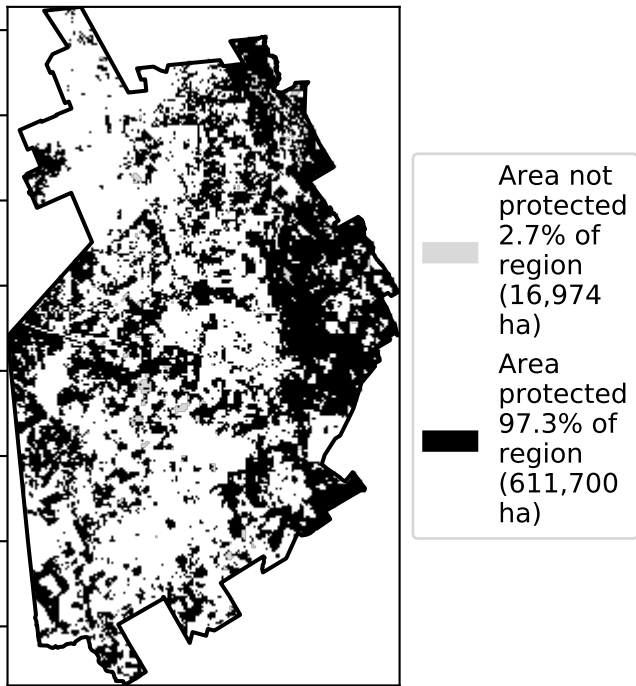 Area not
protected
2.7% of
region
(16,974
ha)
Area
protected
97.3% of
region
(611,700
ha)